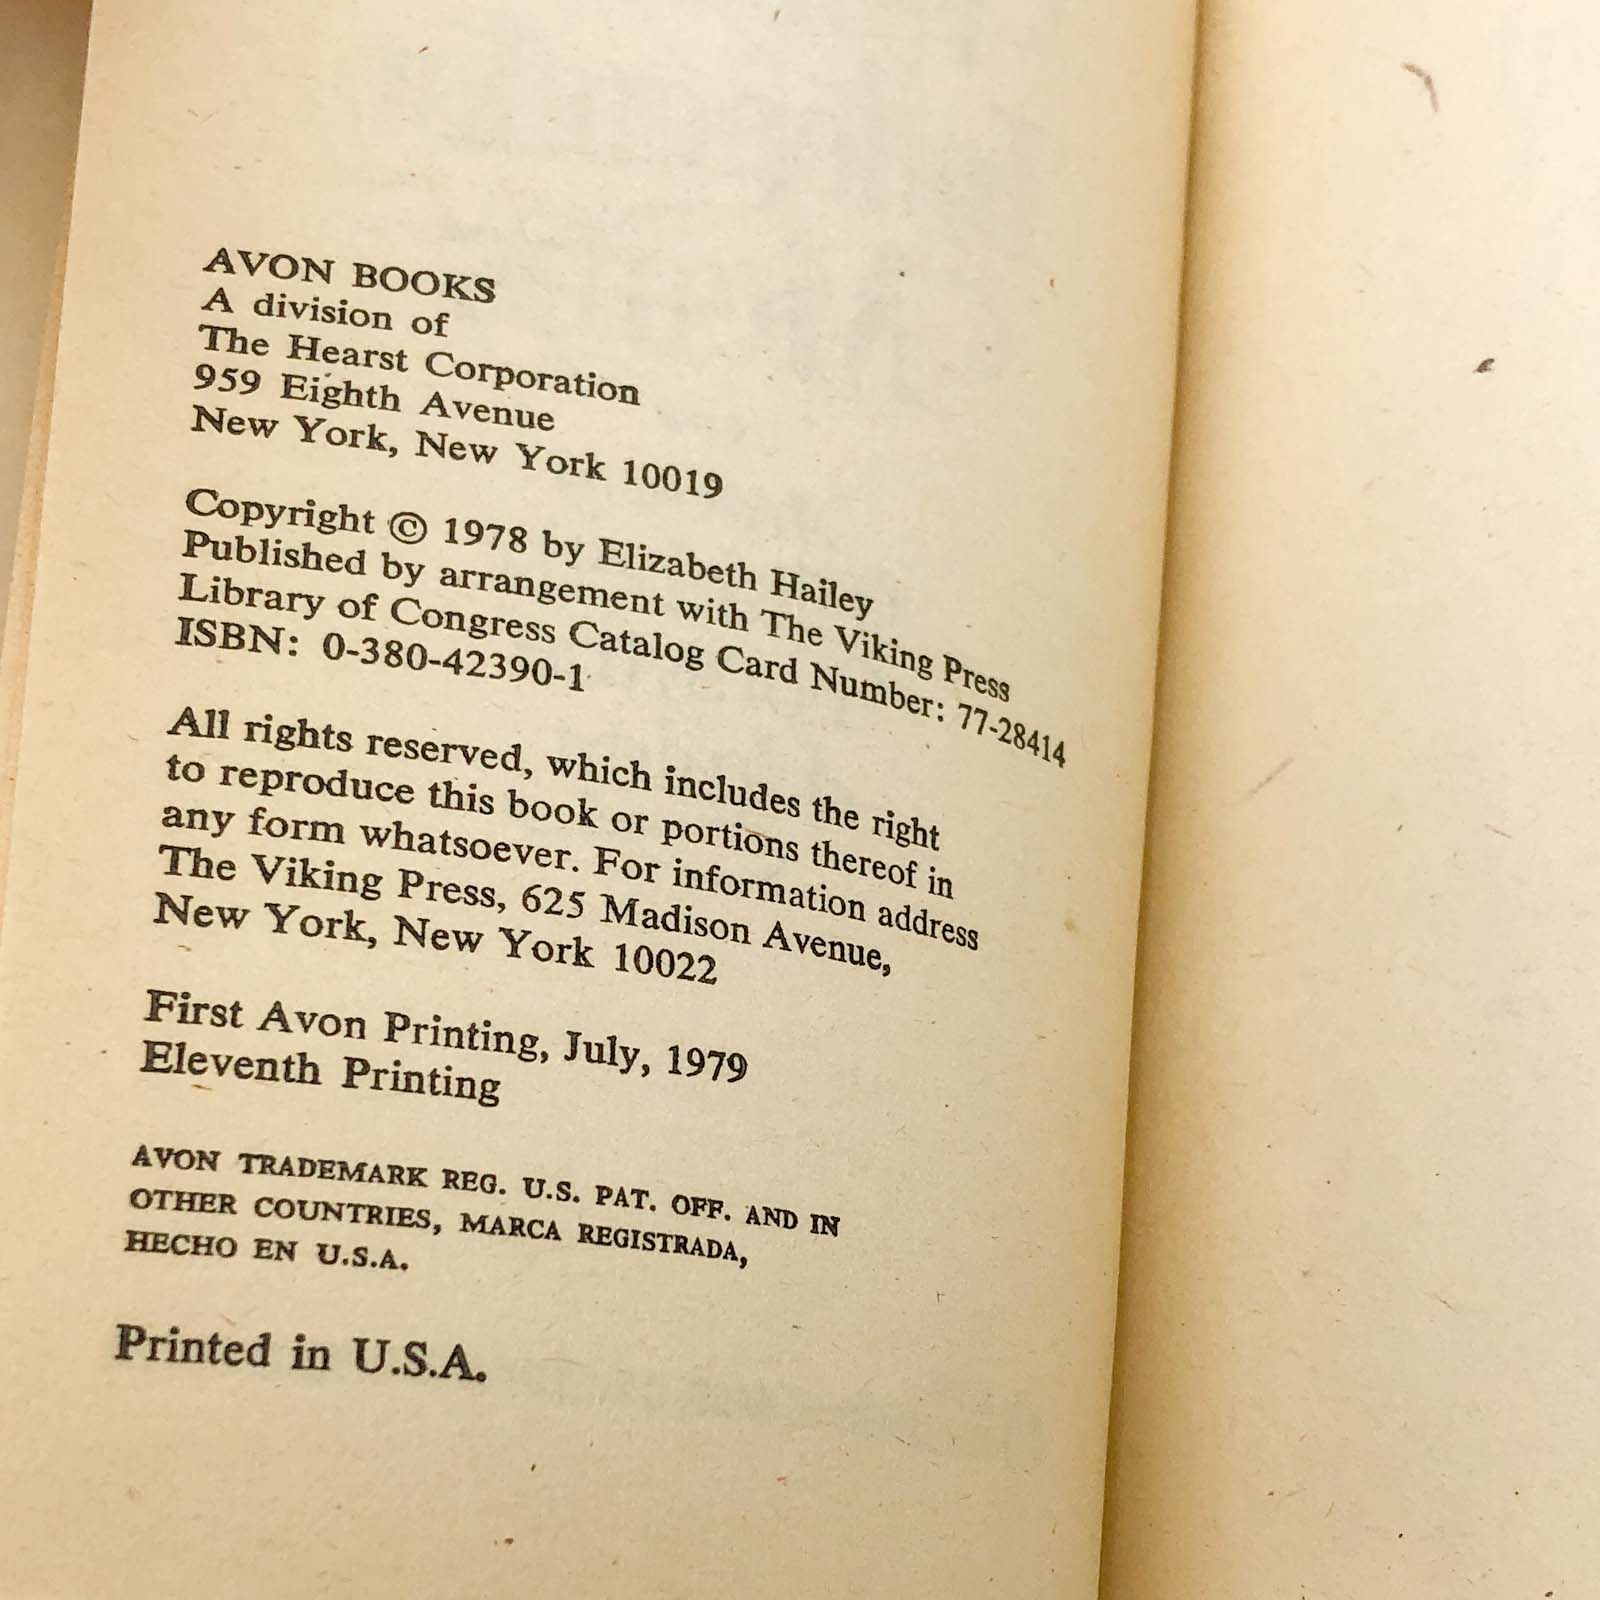 AVON BOOKS
A division of
The Hearst Corporation
959 Eighth Avenue
New York, New York 10019
Copyright © 1978 by Elizabeth Hailey
Published by arrangement with The Viking Press
Library of Congress Catalog Card Number: 77-28414
ISBN: 0-380-42390-1
All rights reserved, which includes the right
to reproduce this book or portions thereof in
any form whatsoever. For information address
The Viking Press, 625 Madison Avenue,
New York, New York 10022
First Avon Printing, July, 1979
Eleventh Printing
AVON TRADEMARK REG. U.S. PAT. OFF. AND IN
OTHER COUNTRIES, MARCA REGISTRADA,
HECHO EN U.S.A.
Printed in U.S.A.